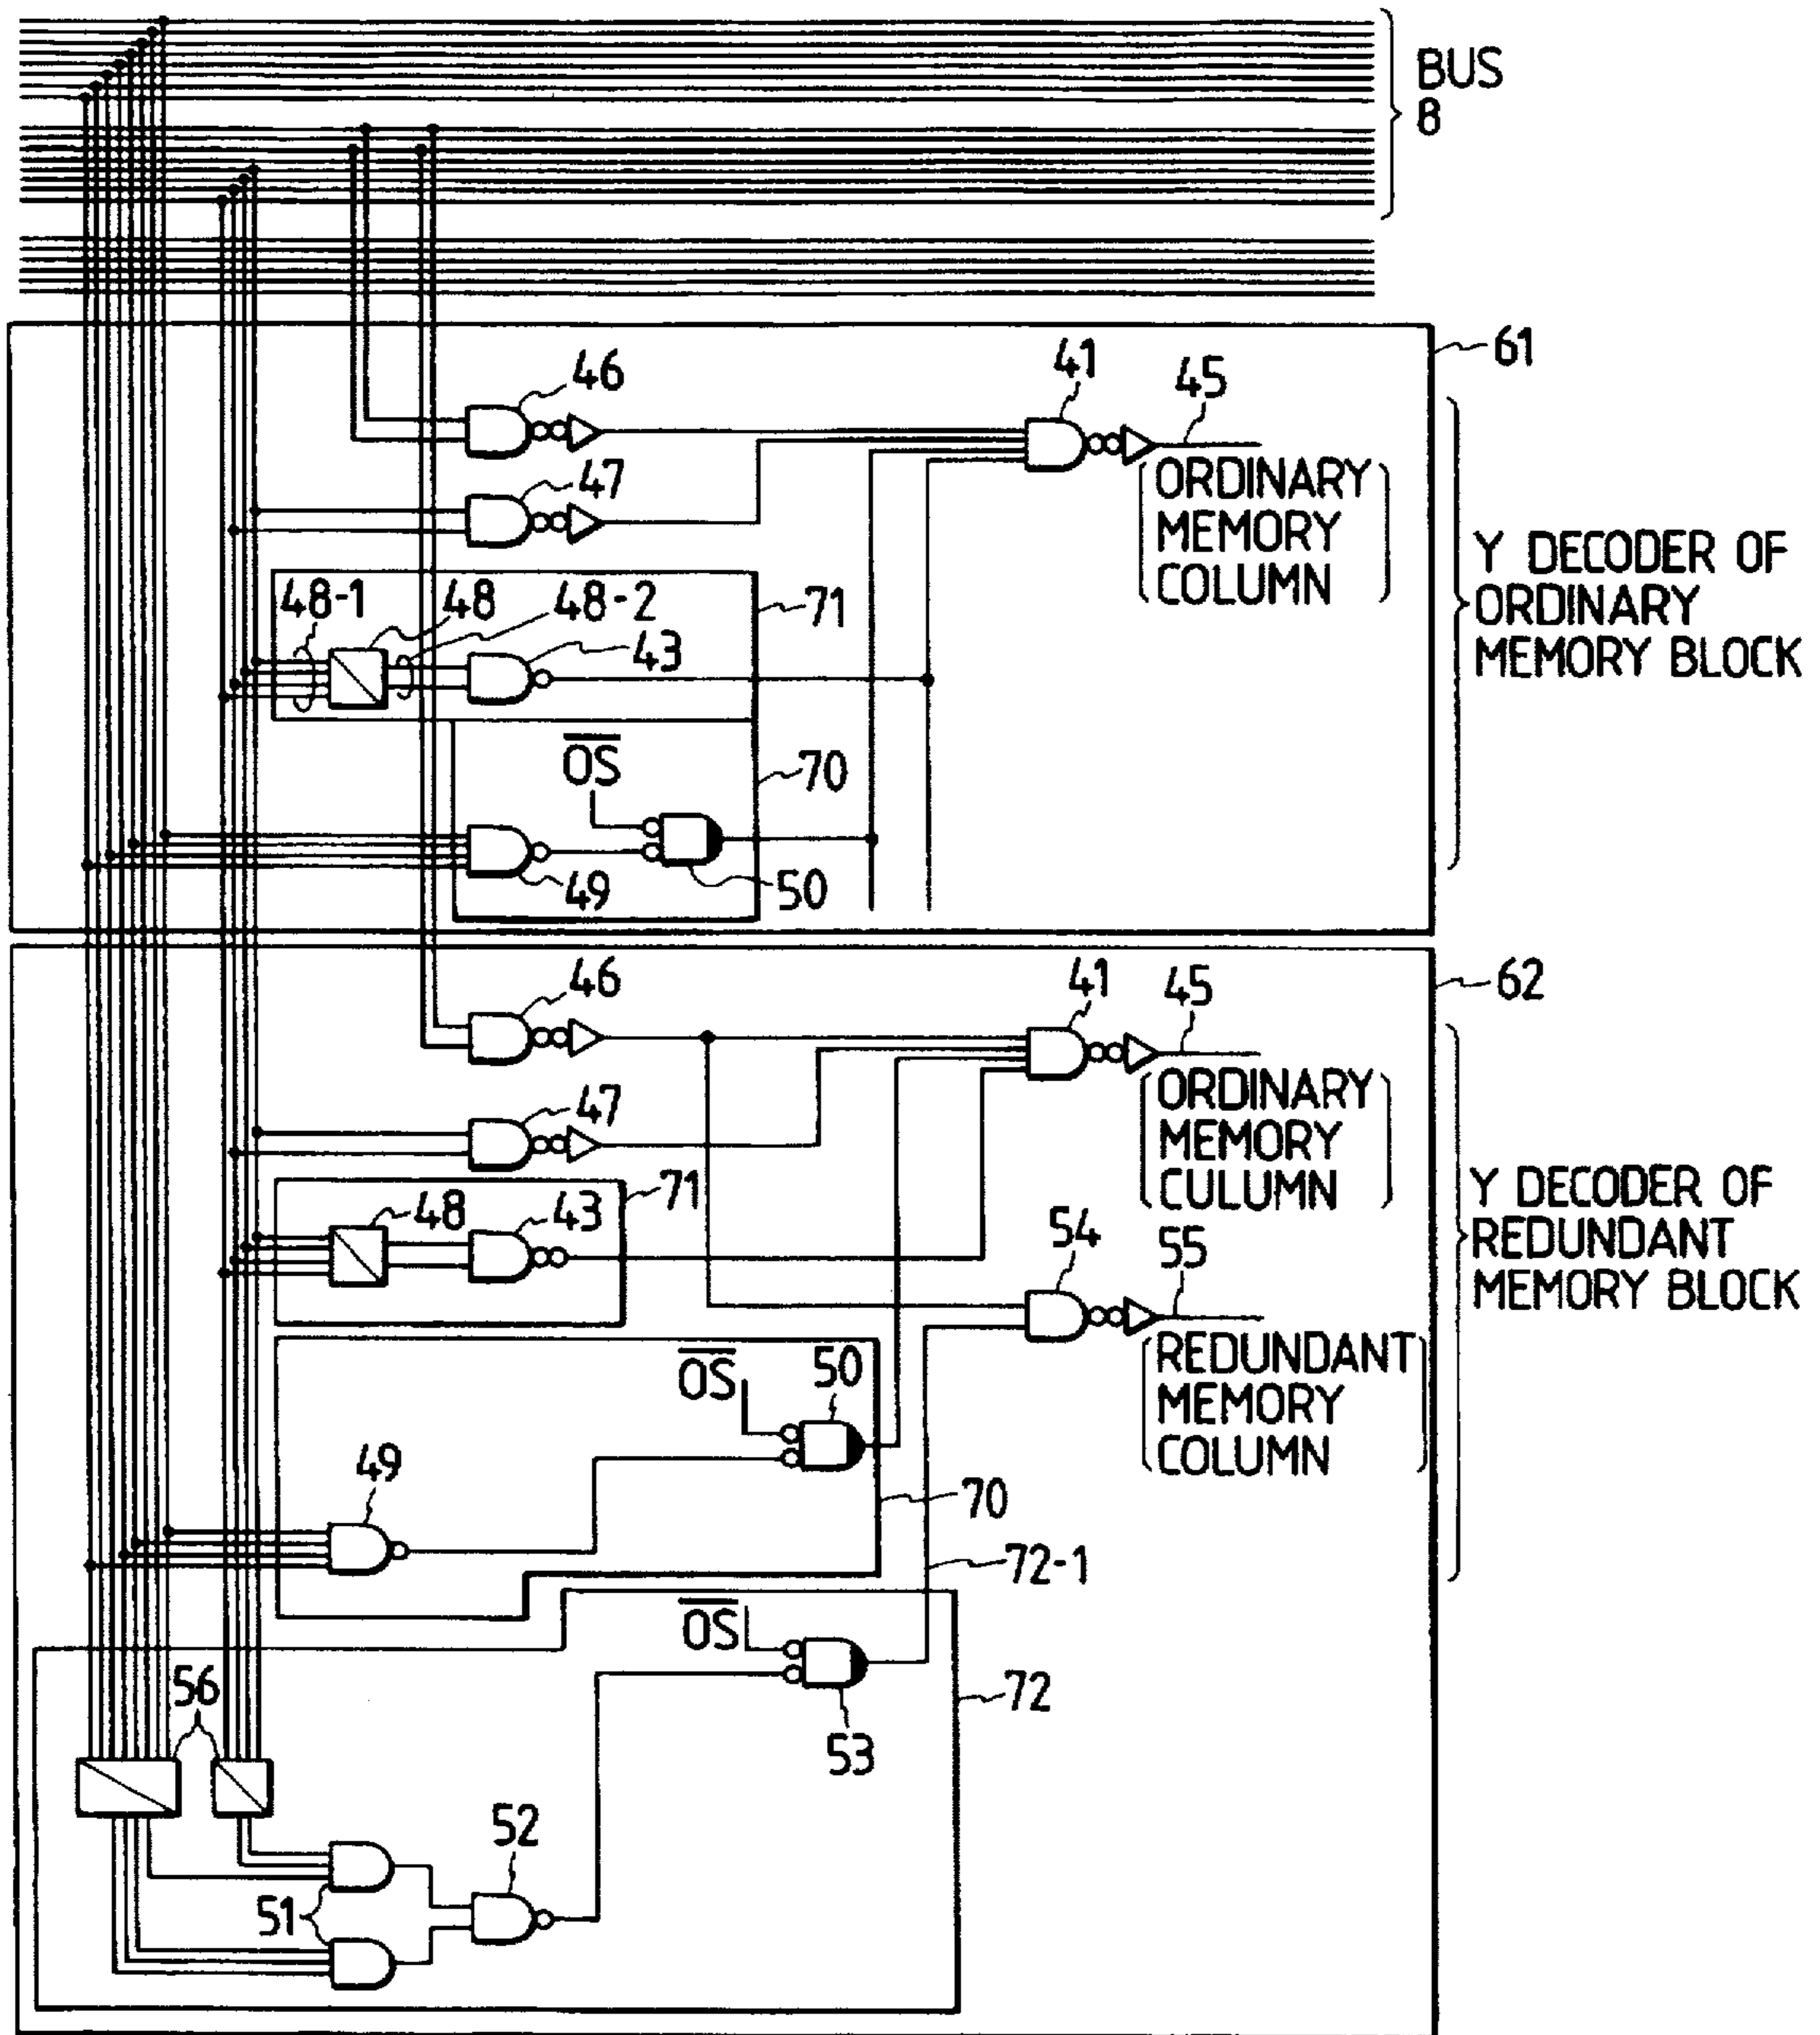 BUS
8
61
46
41
45
47
ORDINARY
MEMORY
COLUMN
Y DECODER OF
ORDINARY
MEMORY BLOCK
48-1
48
48-2
71
43
OS
70
49
50
62
46
41
45
47
ORDINARY
MEMORY
CULUMN
Y DECODER OF
REDUNDANT
MEMORY BLOCK
71
48
43
54
55
REDUNDANT
MEMORY
COLUMN
OS
50
49
70
72-1
OS
56
72
53
52
51